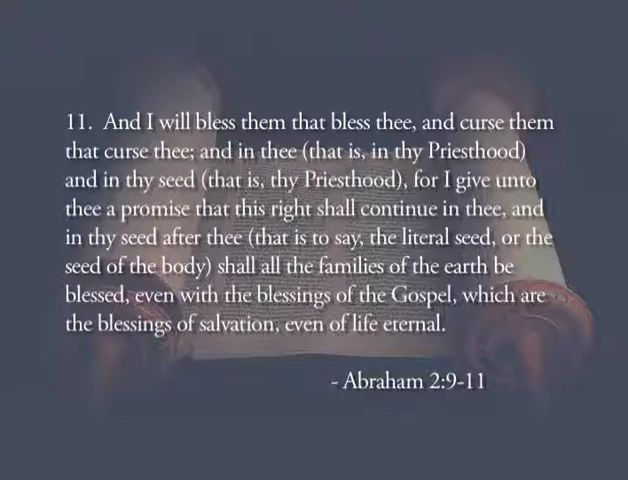 11. And I will bless them that bless thee, and curse them
that curse thee; and in thee (that is, in thy Priesthood)
and in thy seed (that is, thy Priesthood), for I give unto
thee a promise that this right shall continue in thee, and
in thy seed after thee (that is to say, the literal seed, or the
seed of the body) shall all the families of the earth be
blessed, even with the blessings of the Gospel, which are
the blessings of salvation, even of life eternal.
- Abraham 2:9-11